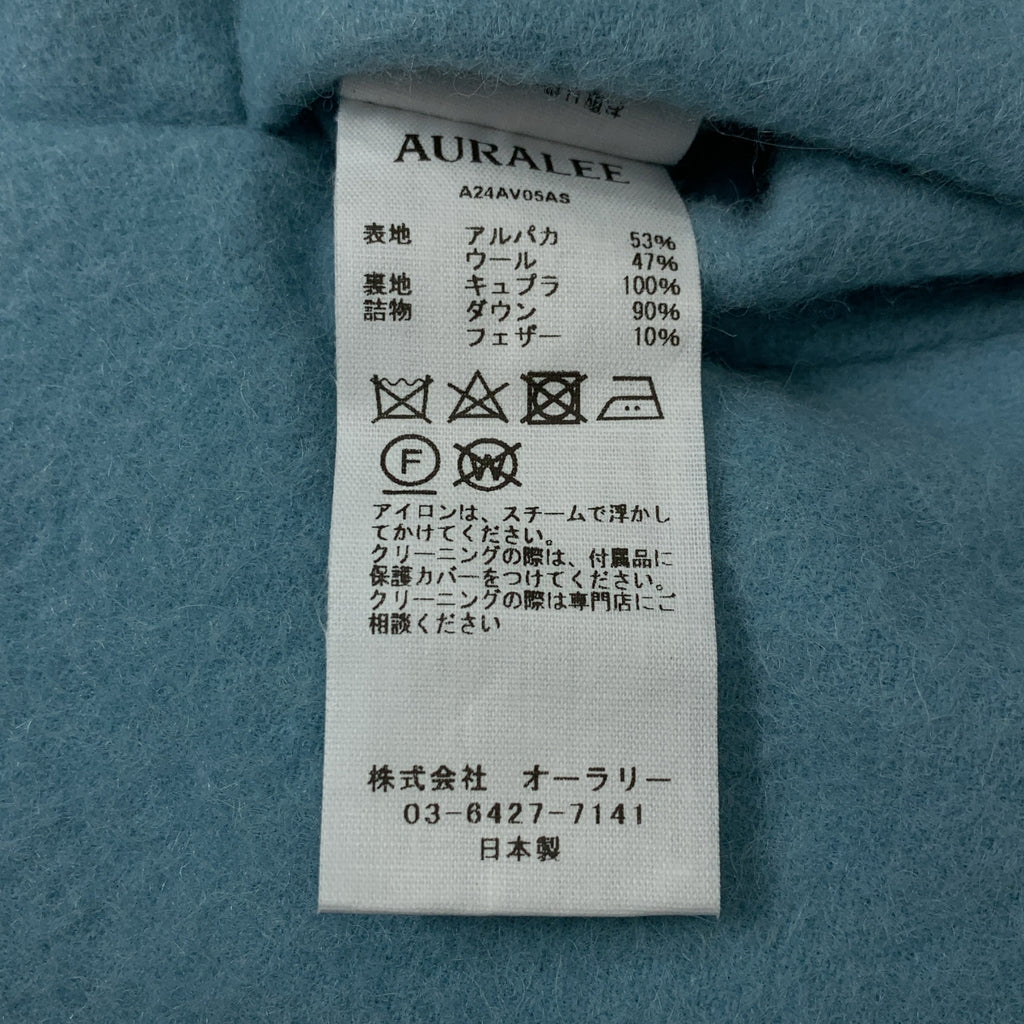 お取り扱
AURALEE
A24AV05AS
表地 アルパカ 53%
ウール 47%
裏地 キュプラ 100%
詰物 ダウン 90%
フェザー 10%
F W
アイロンは、スチームで浮かし
てかけてください。
クリーニングの際は、付属品に
保護カバーをつけてください。
クリーニングの際は専門店にご
相談ください
株式会社 オーラリー
03-6427-7141
日本製